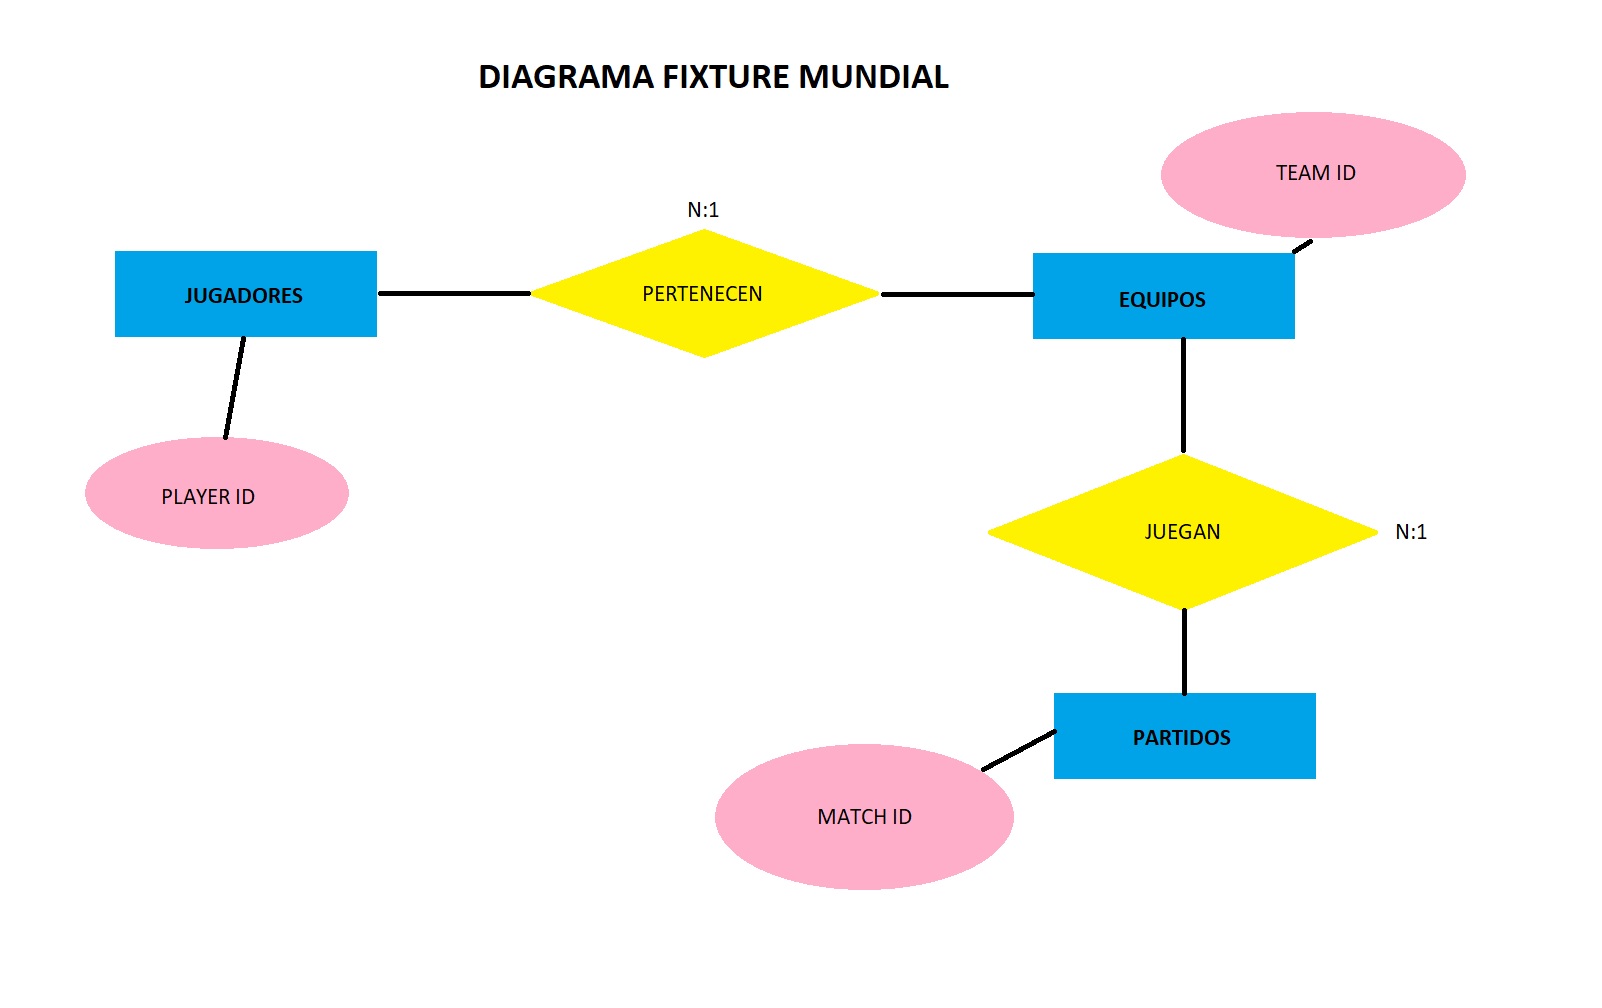 DIAGRAMA FIXTURE MUNDIAL
TEAM ID
N:1
JUGADORES
PERTENECEN
EQUIPOS
PLAYER ID
JUEGAN
N:1
PARTIDOS
MATCH ID